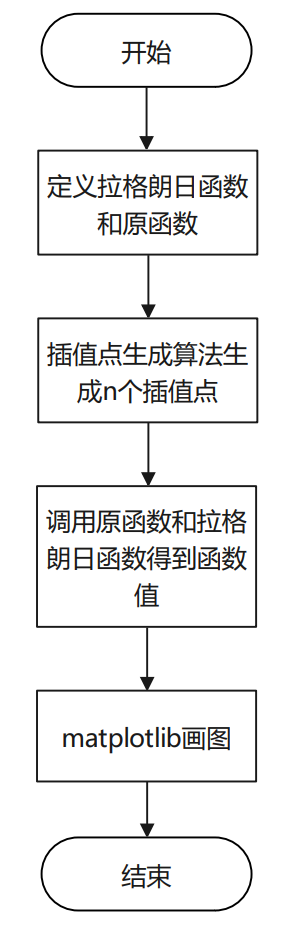 开始
定义拉格朗日函数
和原函数
插值点生成算法生
成n个插值点
调用原函数和拉格
朗日函数得到函数
值
matplotlib画图
结束